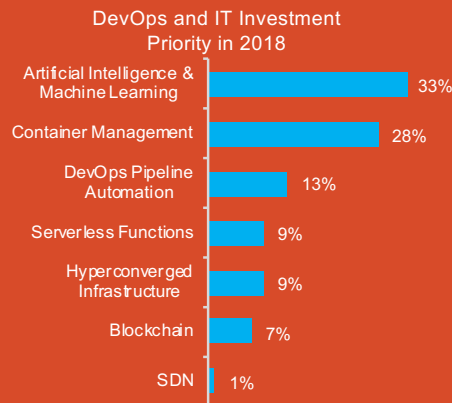 DevOps and IT Investment
Priority in 2018
Artificial Intelligence &
Machine Learning
33%
Container Management
28%
DevOps Pipeline
Automation
13%
Serverless Functions
9%
Hyperconverged
Infrastructure
9%
Blockchain
7%
SDN
1%